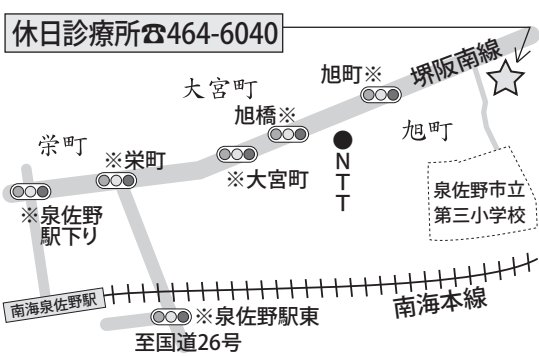 休日診療所☎464-6040
堺阪南線
旭町※
大宮町
旭橋※
旭町
栄町
※栄町
※大宮町
NTT
泉佐野市立
第三小学校
※泉佐野
駅下り
南海泉佐野駅
南海本線
※泉佐野駅東
至国道26号